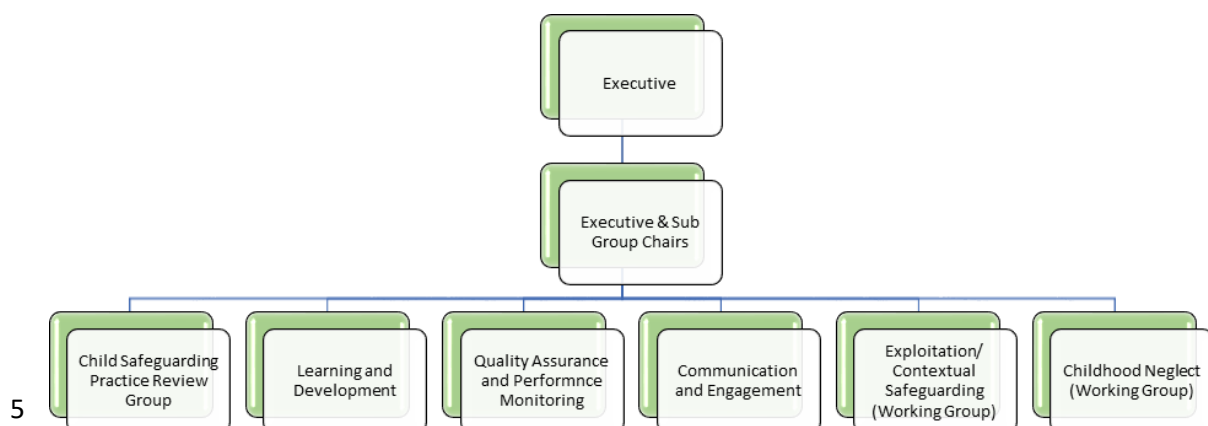 Executive
Executive & Sub
Group Chairs
Child Safeguarding
Practice Review
Group
Learning and
Development
Quality Assurance
and Performnce
Monitoring
Communication
and Engagement
Exploitation/
Contextual
Safeguarding
(Working Group)
Childhood Neglect
(Working Group)
5